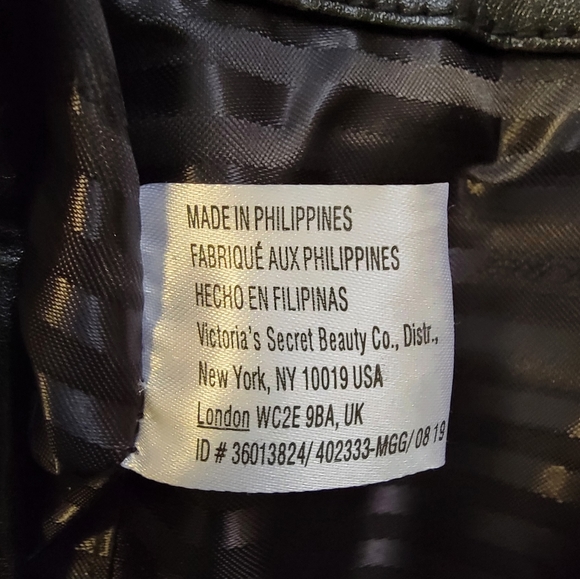 MADE IN PHILIPPINES
FABRIQUÉ AUX PHILIPPINES
HECHO EN FILIPINAS
Victoria's Secret Beauty Co., Distr.,
New York, NY 10019 USA
London WC2E 9BA, UK
ID # 36013824/ 402333-MGG/ 08 19